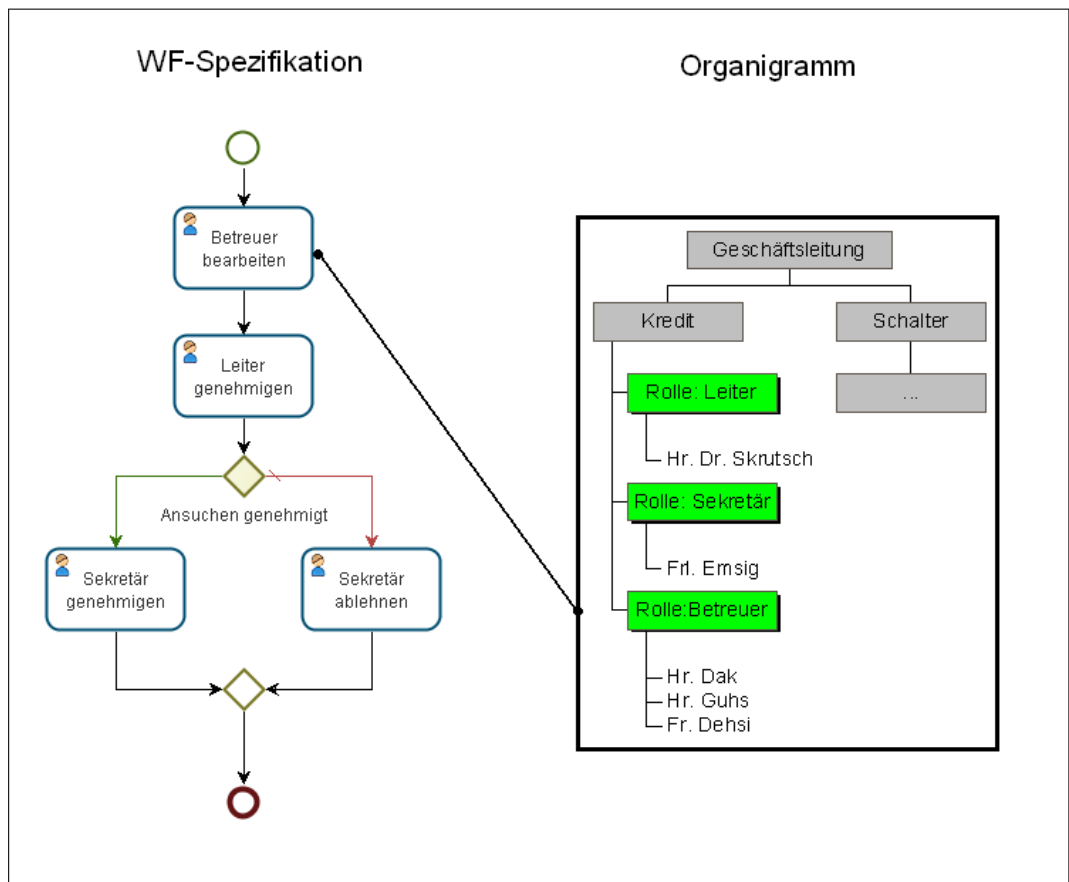 WF-Spezifikation
Organigramm
Betreuer
bearbeiten
Leiter
genehmigen
Ansuchen genehmigt
Sekretär
genehmigen
Sekretär
ablehnen
Geschäftsleitung
Kredit
Schalter
Rolle: Leiter
...
Hr. Dr. Skrutsch
Rolle: Sekretär
Frl. Emsig
Rolle:Betreuer
Hr. Dak
Hr. Guhs
Fr. Dehsi